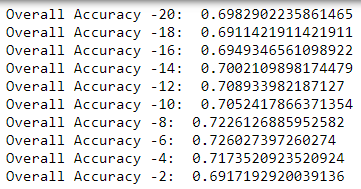 Overall Accuracy -20:  0.6982902235861465
Overall Accuracy -18:  0.6911421911421911
Overall Accuracy -16:  0.6949346561098922
Overall Accuracy -14:  0.7002109898174479
Overall Accuracy -12:  0.708933982187127
Overall Accuracy -10:  0.7052417866371354
Overall Accuracy -8:  0.7226126885952582
Overall Accuracy -6:  0.726027397260274
Overall Accuracy -4:  0.7173520923520924
Overall Accuracy -2:  0.6917192920039136